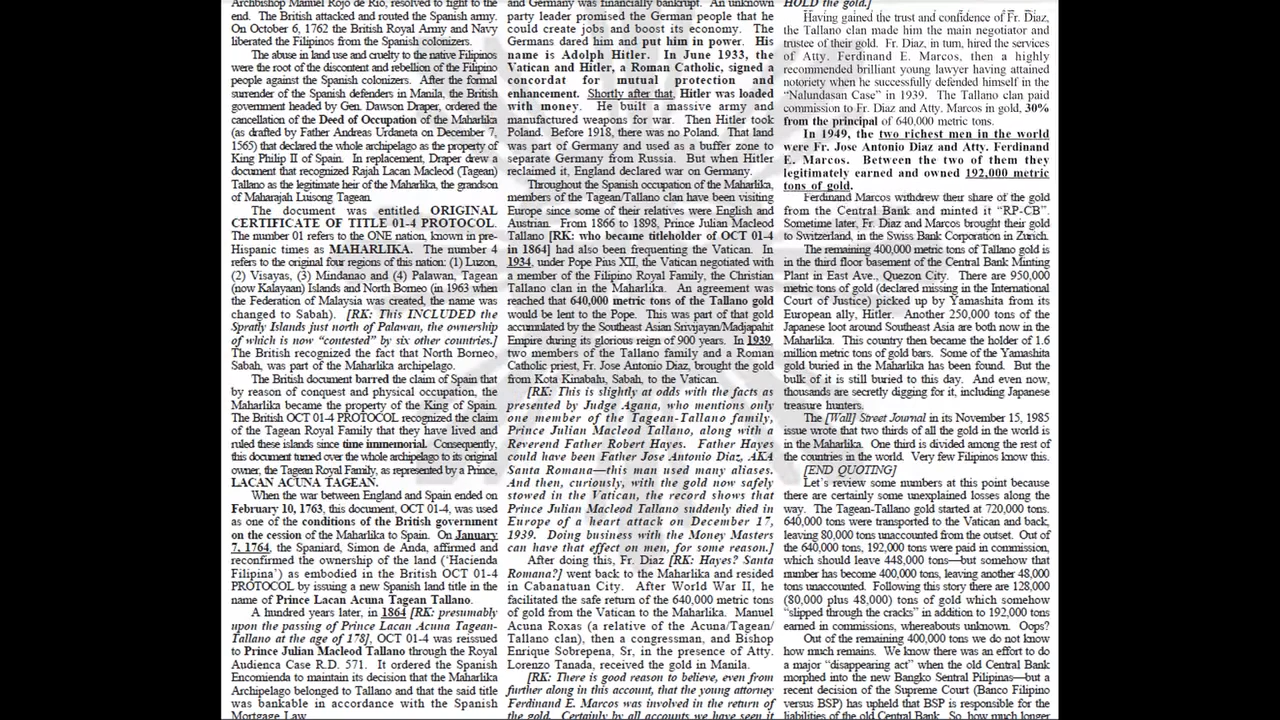 Archbishop Manuel Rojo de Rio, resolved to fight to the
end. The British attacked and routed the Spanish army.
On October 6, 1762 the British Royal Army and Navy
liberated the Filipinos from the Spanish colonizers.
The abuse in land use and cruelty to the native Filipinos
were the root of the discontent and rebellion of the Filipino
people against the Spanish colonizers. After the formal
surrender of the Spanish defenders in Manila, the British
government headed by Gen. Dawson Draper, ordered the
cancellation of the Deed of Occupation of the Maharlika
(as drafted by Father Andreas Urdaneta on December 7,
1565) that declared the whole archipelago as the property of
King Philip II of Spain. In replacement, Draper drew a
document that recognized Rajah Lacan Macleod (Tagean)
Tallano as the legitimate heir of the Maharlika, the grandson
of Maharajah Luisong Tagean.
The document was entitled ORIGINAL
CERTIFICATE OF TITLE 01-4 PROTOCOL.
The number 01 refers to the ONE nation, known in pre-
Hispanic times as MAHARLIKA. The number 4
refers to the original four regions of this nation: (1) Luzon,
(2) Visayas, (3) Mindanao and (4) Palawan, Tagean
(now Kalayaan) Islands and North Borneo (in 1963 when
the Federation of Malaysia was created, the name was
changed to Sabah). [RK: This INCLUDED the
Spratly Islands just north of Palawan, the ownership
of which is now “contested” by six other countries.]
The British recognized the fact that North Borneo,
Sabah, was part of the Maharlika archipelago.
The British document barred the claim of Spain that
by reason of conquest and physical occupation, the
Maharlika became the property of the King of Spain.
The British OCT 01-4 PROTOCOL recognized the claim
of the Tagean Royal Family that they have lived and
ruled these islands since time immemorial. Consequently,
this document turned over the whole archipelago to its original
owner, the Tagean Royal Family, as represented by a Prince,
LACAN ACUNA TAGEAN.
When the war between England and Spain ended on
February 10, 1763, this document, OCT 01-4, was used
as one of the conditions of the British government
on the cession of the Maharlika to Spain. On January
7, 1764, the Spaniard, Simon de Anda, affirmed and
reconfirmed the ownership of the land (‘Hacienda
Filipina’) as embodied in the British OCT 01-4
PROTOCOL by issuing a new Spanish land title in the
name of Prince Lacan Acuna Tagean Tallano.
A hundred years later, in 1864 [RK: presumably
upon the passing of Prince Lacan Acuna Tagean-
Tallano at the age of 178], OCT 01-4 was reissued
to Prince Julian Macleod Tallano through the Royal
Audienca Case R.D. 571. It ordered the Spanish
Encomienda to maintain its decision that the Maharlika
Archipelago belonged to Tallano and that the said title
was bankable in accordance with the Spanish
Mortgage Law.
and Germany was financially bankrupt. An unknown
party leader promised the German people that he
could create jobs and boost its economy. The
Germans dared him and put him in power. His
name is Adolph Hitler. In June 1933, the
Vatican and Hitler, a Roman Catholic, signed a
concordat for mutual protection and
enhancement. Shortly after that, Hitler was loaded
with money. He built a massive army and
manufactured weapons for war. Then Hitler took
Poland. Before 1918, there was no Poland. That land
was part of Germany and used as a buffer zone to
separate Germany from Russia. But when Hitler
reclaimed it, England declared war on Germany.
Throughout the Spanish occupation of the Maharlika,
members of the Tagean/Tallano clan have been visiting
Europe since some of their relatives were English and
Austrian. From 1866 to 1898, Prince Julian Macleod
Tallano [RK: who became titleholder of OCT 01-4
in 1864] had also been frequenting the Vatican. In
1934, under Pope Pius XII, the Vatican negotiated with
a member of the Filipino Royal Family, the Christian
Tallano clan in the Maharlika. An agreement was
reached that 640,000 metric tons of the Tallano gold
would be lent to the Pope. This was part of that gold
accumulated by the Southeast Asian Srivijayan/Madjapahit
Empire during its glorious reign of 900 years. In 1939,
two members of the Tallano family and a Roman
Catholic priest, Fr. Jose Antonio Diaz, brought the gold
from Kota Kinabahu, Sabah, to the Vatican.
[RK: This is slightly at odds with the facts as
presented by Judge Agana, who mentions only
one member of the Tagean-Tallano family,
Prince Julian Macleod Tallano, along with a
Reverend Father Robert Hayes. Father Hayes
could have been Father Jose Antonio Diaz, AKA
Santa Romana—this man used many aliases.
And then, curiously, with the gold now safely
stowed in the Vatican, the record shows that
Prince Julian Macleod Tallano suddenly died in
Europe of a heart attack on December 17,
1939. Doing business with the Money Masters
can have that effect on men, for some reason.]
After doing this, Fr. Diaz [RK: Hayes? Santa
Romana?] went back to the Maharlika and resided
in Cabanatuan City. After World War II, he
facilitated the safe return of the 640,000 metric tons
of gold from the Vatican to the Maharlika. Manuel
Acuna Roxas (a relative of the Acuna/Tagean/
Tallano clan), then a congressman, and Bishop
Enrique Sobrepena, Sr, in the presence of Atty.
Lorenzo Tanada, received the gold in Manila.
[RK: There is good reason to believe, even from
further along in this account, that the young attorney
Ferdinand E. Marcos was involved in the return of
the gold. Certainly by all accounts we have seen it
HOLD the gold.]
Having gained the trust and confidence of Fr. Diaz,
the Tallano clan made him the main negotiator and
trustee of their gold. Fr. Diaz, in turn, hired the services
of Atty. Ferdinand E. Marcos, then a highly
recommended brilliant young lawyer having attained
notoriety when he successfully defended himself in the
“Nalundasan Case” in 1939. The Tallano clan paid
commission to Fr. Diaz and Atty. Marcos in gold, 30%
from the principal of 640,000 metric tons.
In 1949, the two richest men in the world
were Fr. Jose Antonio Diaz and Atty. Ferdinand
E. Marcos. Between the two of them they
legitimately earned and owned 192,000 metric
tons of gold.
Ferdinand Marcos withdrew their share of the gold
from the Central Bank and minted it “RP-CB”.
Sometime later, Fr. Diaz and Marcos brought their gold
to Switzerland, in the Swiss Bank Corporation in Zurich.
The remaining 400,000 metric tons of Tallano gold is
in the third floor basement of the Central Bank Minting
Plant in East Ave., Quezon City. There are 950,000
metric tons of gold (declared missing in the International
Court of Justice) picked up by Yamashita from its
European ally, Hitler. Another 250,000 tons of the
Japanese loot around Southeast Asia are both now in the
Maharlika. This country then became the holder of 1.6
million metric tons of gold bars. Some of the Yamashita
gold buried in the Maharlika has been found. But the
bulk of it is still buried to this day. And even now,
thousands are secretly digging for it, including Japanese
treasure hunters.
The [Wall] Street Journal in its November 15, 1985
issue wrote that two thirds of all the gold in the world is
in the Maharlika. One third is divided among the rest of
the countries in the world. Very few Filipinos know this.
[END QUOTING]
Let’s review some numbers at this point because
there are certainly some unexplained losses along the
way. The Tagean-Tallano gold started at 720,000 tons.
640,000 tons were transported to the Vatican and back,
leaving 80,000 tons unaccounted from the outset. Out of
the 640,000 tons, 192,000 tons were paid in commission,
which should leave 448,000 tons—but somehow that
number has become 400,000 tons, leaving another 48,000
tons unaccounted. Following this story there are 128,000
(80,000 plus 48,000) tons of gold which somehow
“slipped through the cracks” in addition to 192,000 tons
earned in commissions, whereabouts unknown. Oops?
Out of the remaining 400,000 tons we do not know
how much remains. We know there was an effort to do
a major “disappearing act” when the old Central Bank
morphed into the new Bangko Sentral Pilipinas—but a
recent decision of the Supreme Court (Banco Filipino
versus BSP) has upheld that BSP is responsible for the
liabilities of the old Central Bank. So, how much longer